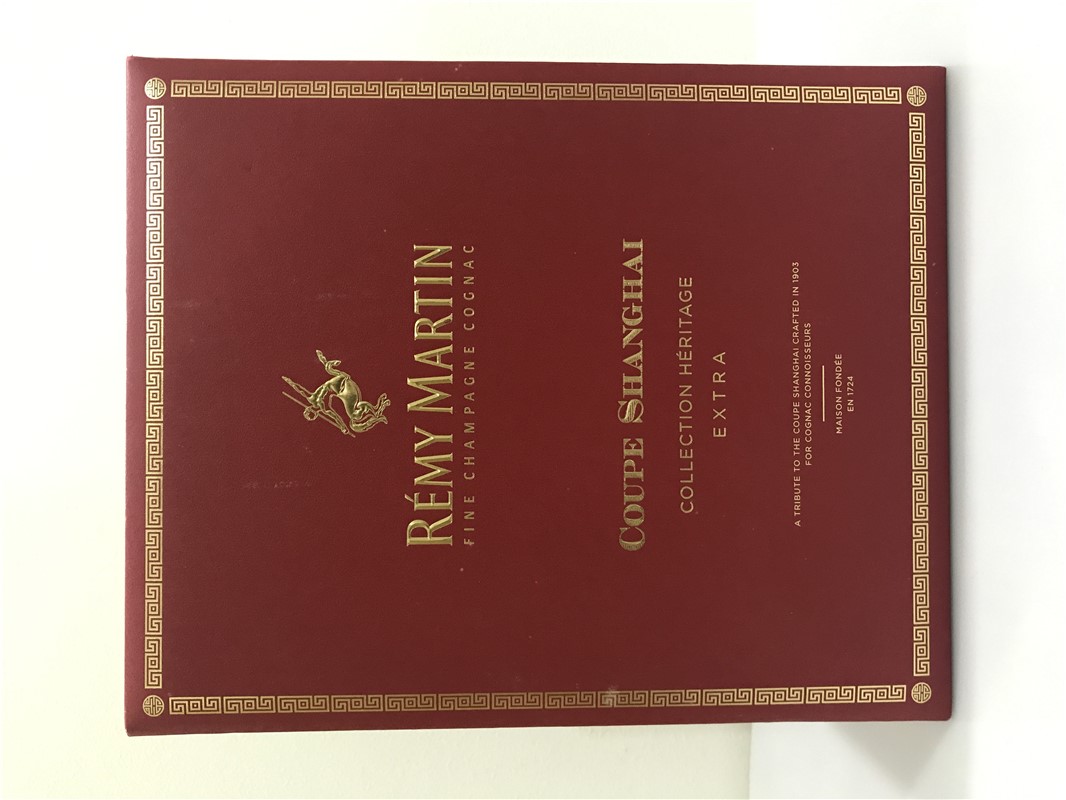 RÉMY MARTIN
FINE CHAMPAGNE COGNAC
COUPE SHANGHAI
COLLECTION HÉRITAGE
EXTRA
A TRIBUTE TO THE COUPE SHANGHAI CRAFTED IN 1903
FOR COGNAC CONNOISSEURS
MAISON FONDÉE
EN 1724